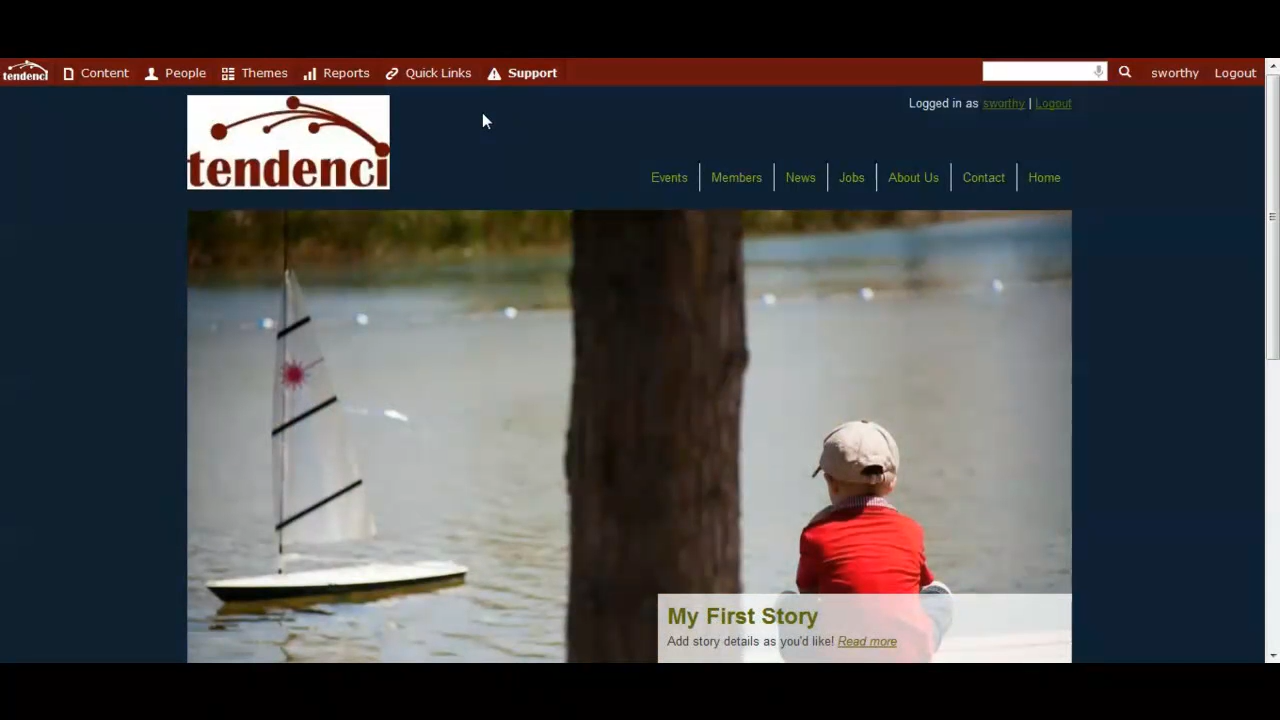 tendenci Content People Themes Reports Quick Links Support sworthy Logout
tendenci
Logged in as sworthy | Logout
Events Members News Jobs About Us Contact Home
My First Story
Add story details as you'd like! Read more